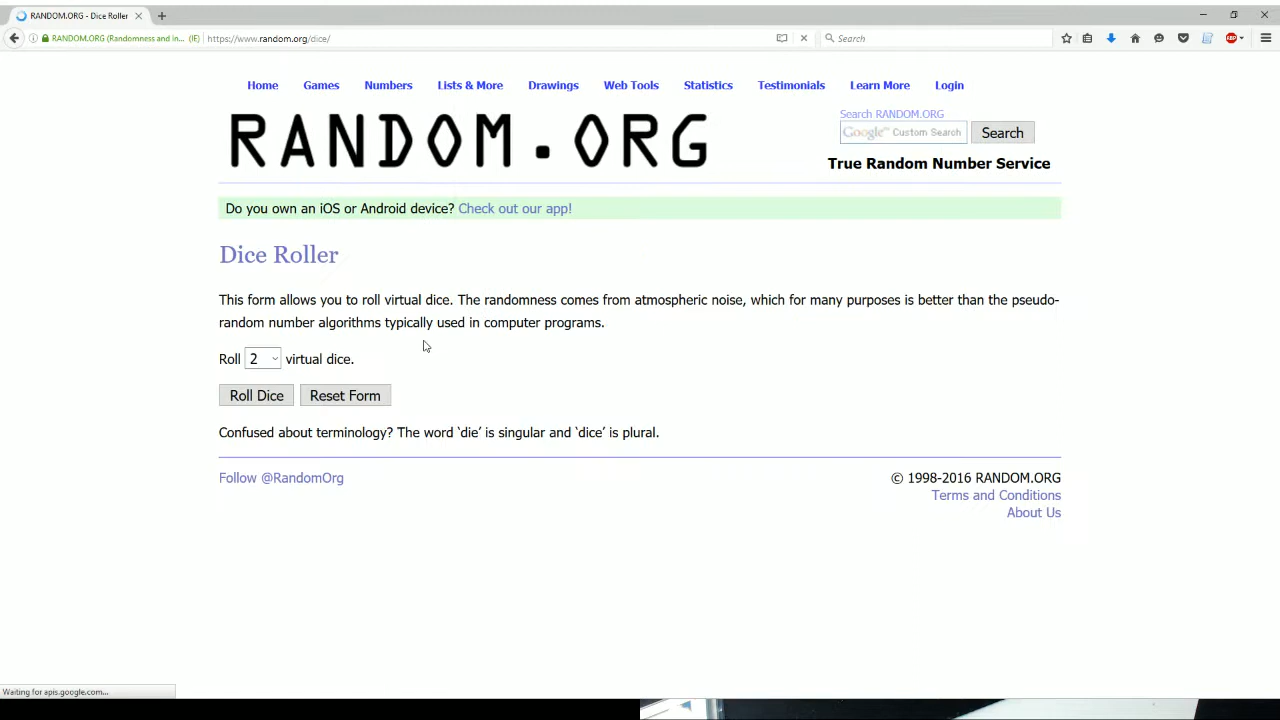 RANDOM.ORG - Dice Roller
RANDOM.ORG (Randomness and In... (IE)
https://www.random.org/dice/
Search
ABP
Home Games Numbers Lists & More Drawings Web Tools Statistics Testimonials Learn More Login
RANDOM.ORG
Search RANDOM.ORG
Google™ Custom Search
Search
True Random Number Service
Do you own an iOS or Android device? Check out our app!
Dice Roller
This form allows you to roll virtual dice. The randomness comes from atmospheric noise, which for many purposes is better than the pseudo-
random number algorithms typically used in computer programs.
Roll 2 virtual dice.
Roll Dice Reset Form
Confused about terminology? The word ‘die’ is singular and ‘dice’ is plural.
Follow @RandomOrg
© 1998-2016 RANDOM.ORG
Terms and Conditions
About Us
Waiting for apis.google.com...